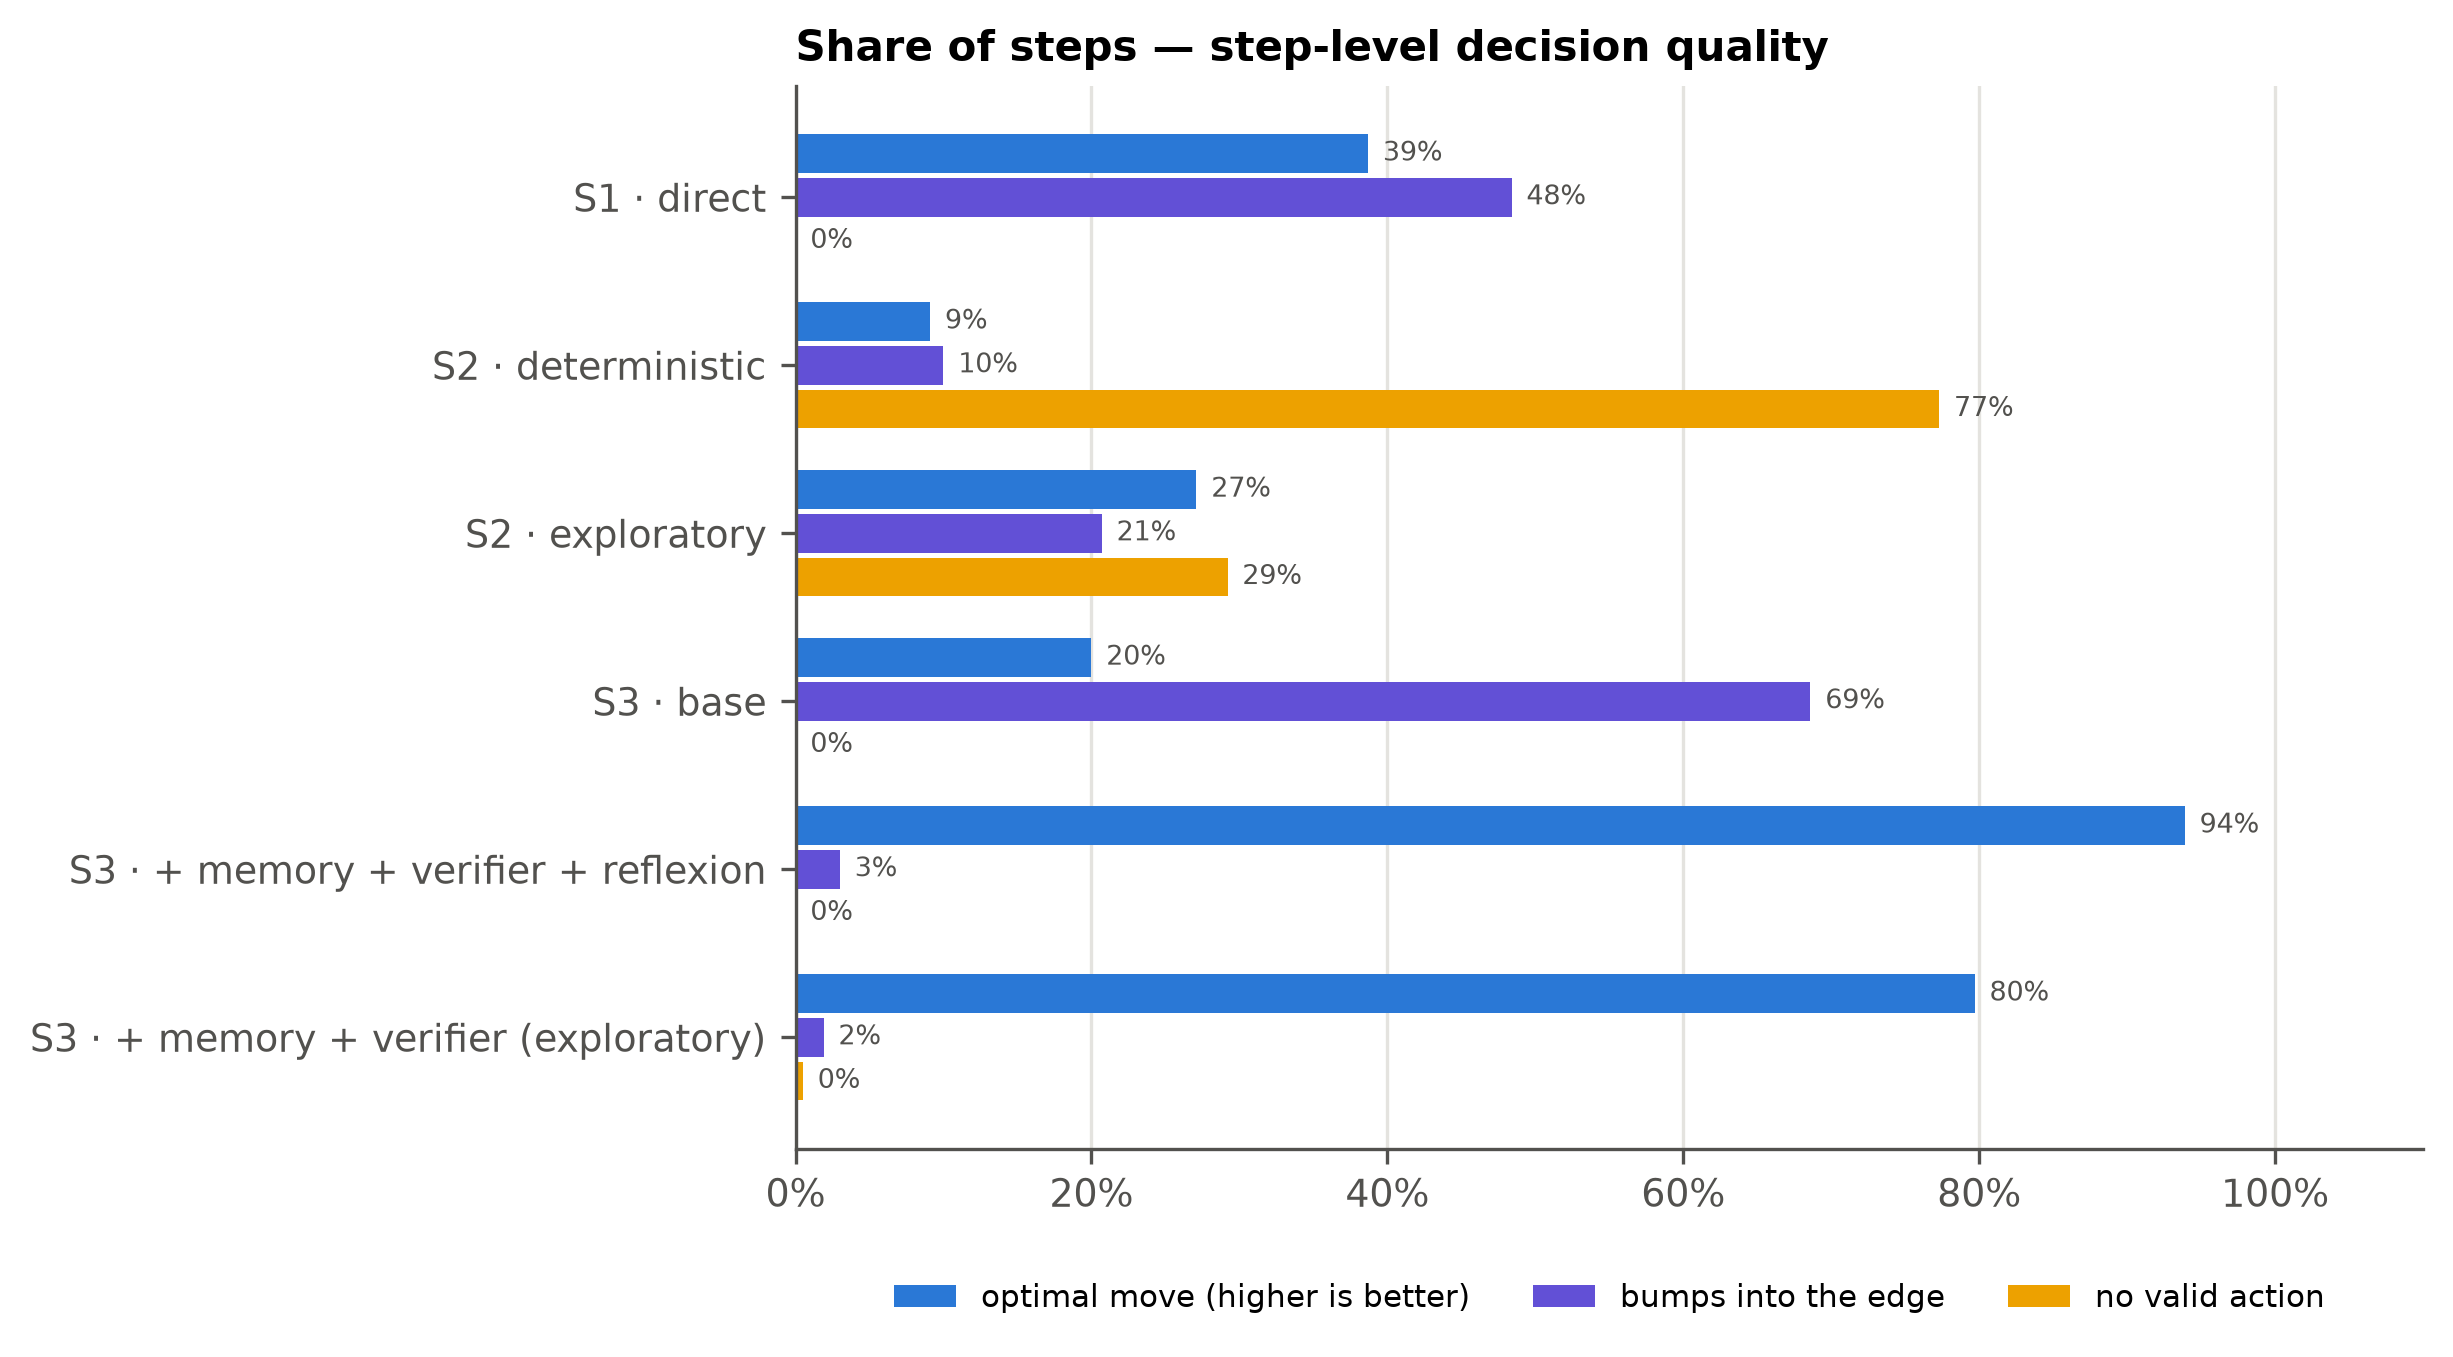 Share of steps — step-level decision quality
S1 · direct
39%
48%
0%
S2 · deterministic
9%
10%
77%
S2 · exploratory
27%
21%
29%
S3 · base
20%
69%
0%
S3 · + memory + verifier + reflexion
94%
3%
0%
S3 · + memory + verifier (exploratory)
80%
2%
0%
0% 20% 40% 60% 80% 100%
optimal move (higher is better) bumps into the edge no valid action